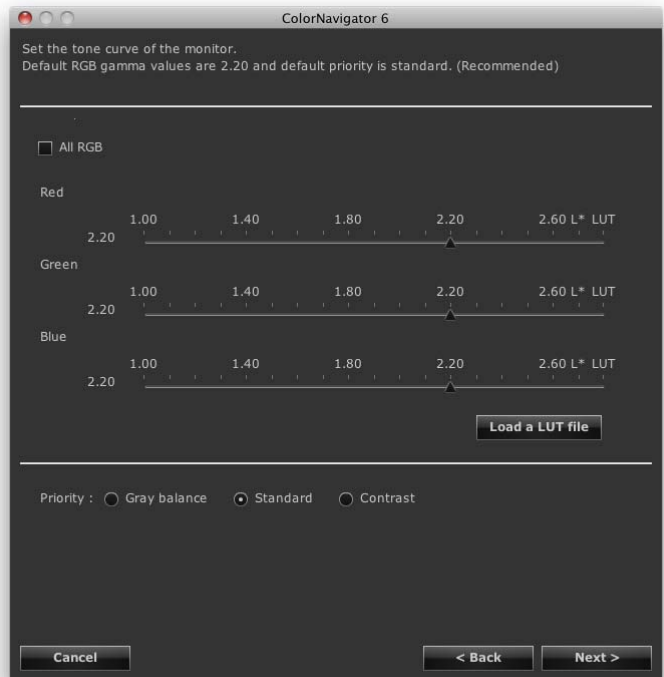 ColorNavigator 6
Set the tone curve of the monitor.
Default RGB gamma values are 2.20 and default priority is standard. (Recommended)
All RGB
Red
1.00 1.40 1.80 2.20 2.60 L* LUT
2.20
Green
1.00 1.40 1.80 2.20 2.60 L* LUT
2.20
Blue
1.00 1.40 1.80 2.20 2.60 L* LUT
2.20
Load a LUT file
Priority : Gray balance Standard Contrast
Cancel < Back Next >